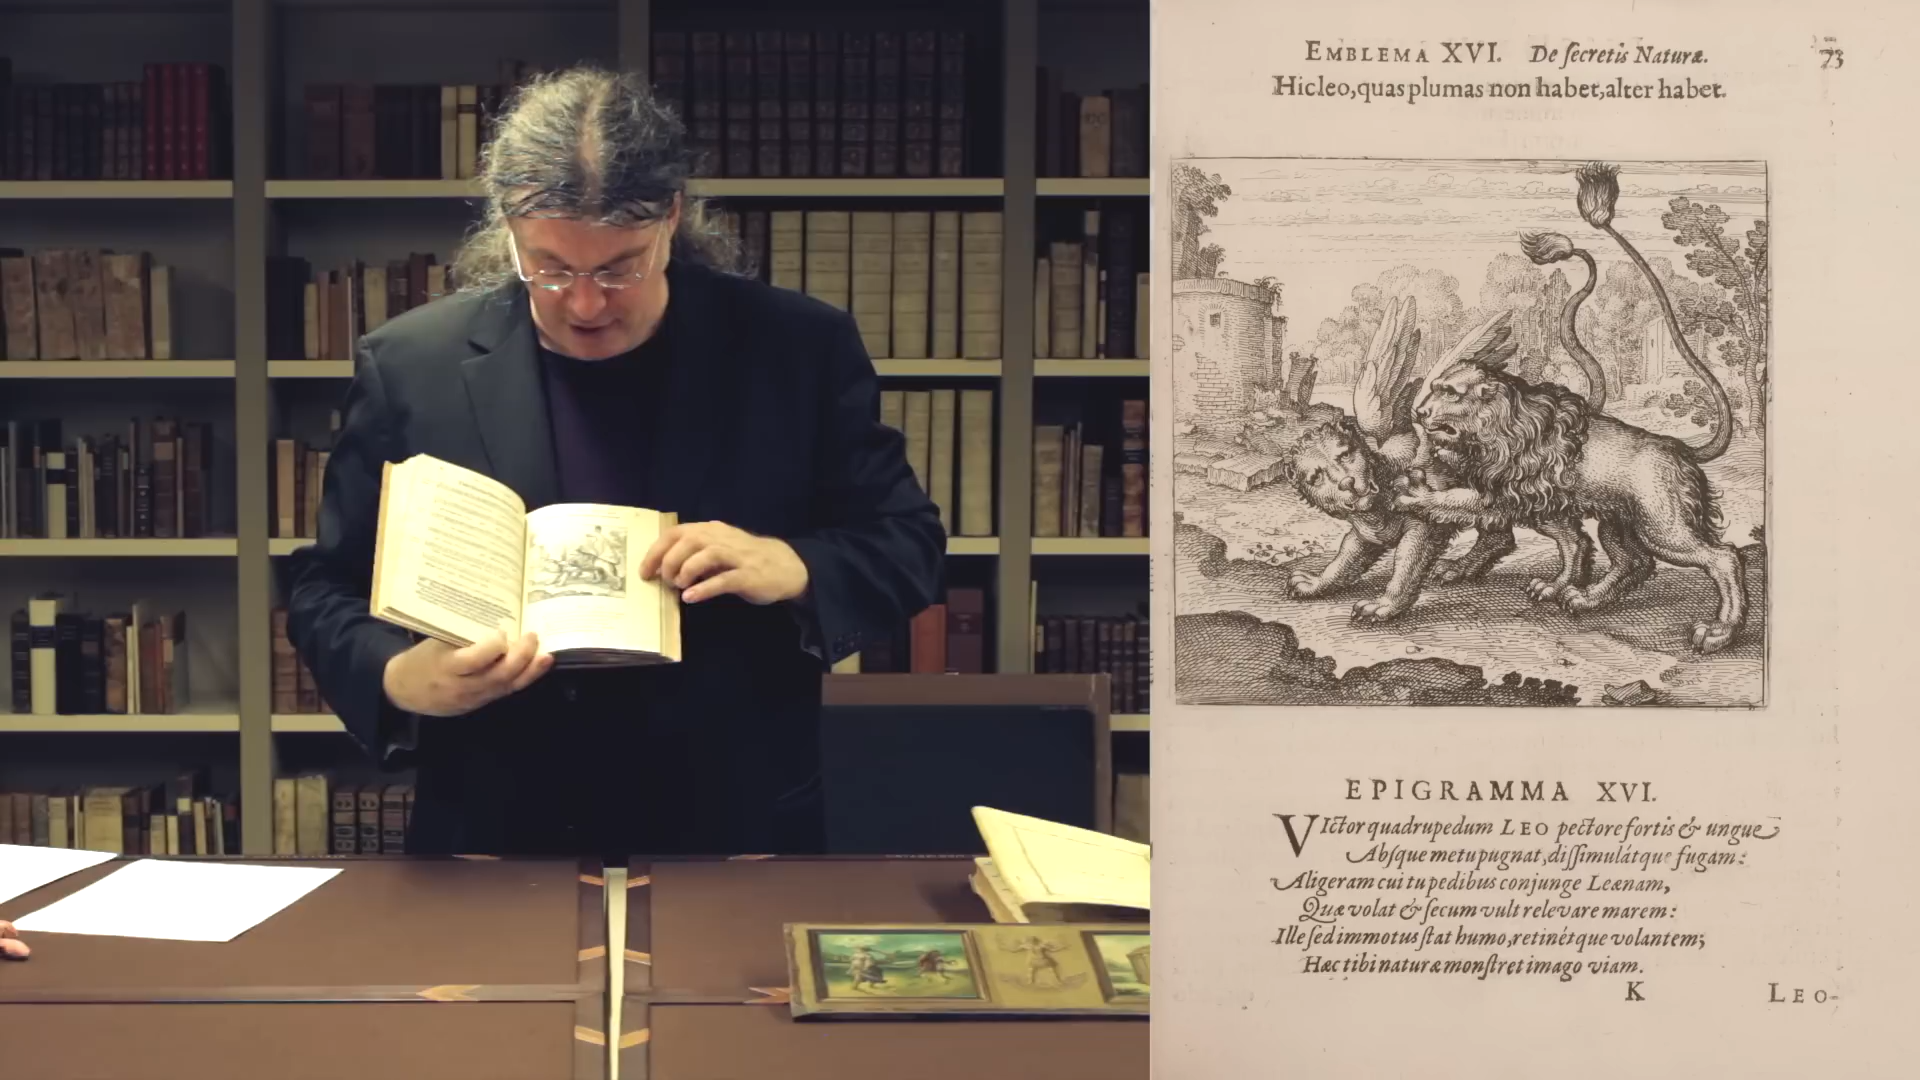 EMBLEMA XVI. De ſecretis Naturæ. 73
Hic leo, quas plumas non habet, alter habet.
EPIGRAMMA XVI.
VIctor quadrupedum LEO pectore fortis & ungue
Abſque metu pugnat, diſſimulátque fugam:
Aligeram cui tu pedibus conjunge Leænam,
Quæ volat & ſecum vult relevare marem:
Ille ſed immotus ſtat humo, retinétque volantem;
Hæc tibi naturæ monſtret imago viam.
K LEO-